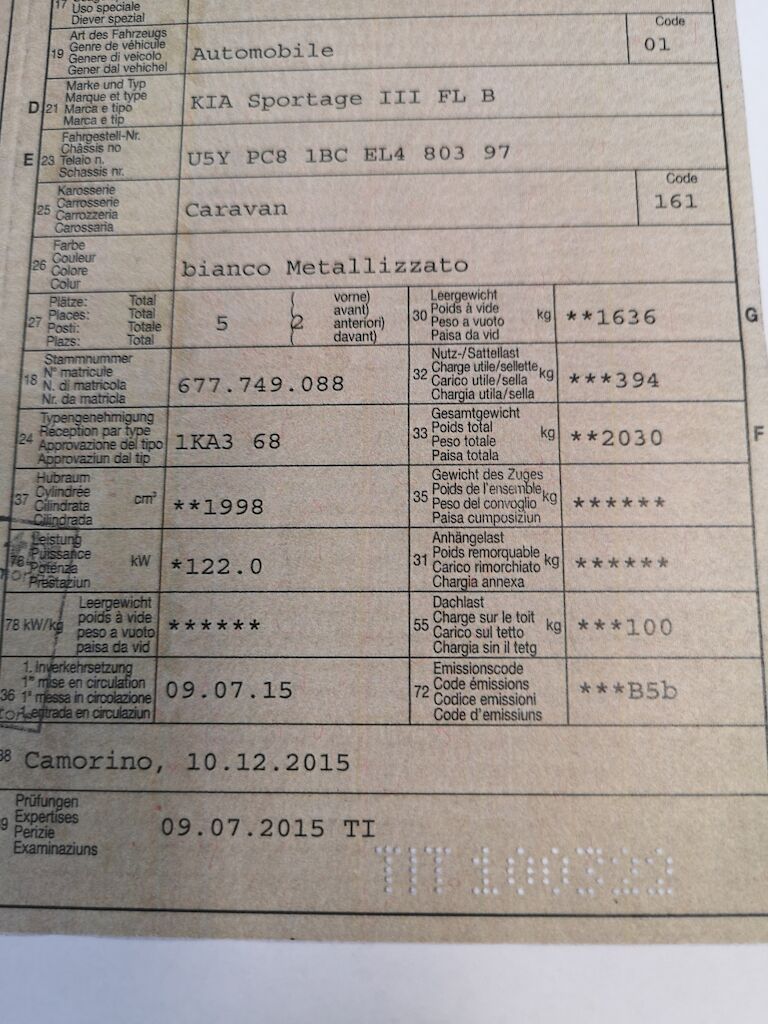 17
Uso speciale
Diever spezial
19 Art des Fahrzeugs
Genre de véhicule
Genere di veicolo
Gener dal vehichel
Automobile
Code
01
D 21 Marke und Typ
Marque et type
Marca e tipo
Marca e tip
KIA Sportage III FL B
E 23 Fahrgestell-Nr.
Châssis no
Telaio n.
Schassis nr.
U5Y PC8 1BC EL4 803 97
25 Karosserie
Carrosserie
Carrozzeria
Carossaria
Caravan
Code
161
26 Farbe
Couleur
Colore
Colur
bianco Metallizzato
27 Plätze: Total
Places: Total
Posti: Totale
Plazs: Total
5 2
vorne)
avant)
anteriori)
davant)
30 Leergewicht
Poids à vide
Peso a vuoto
Paisa da vid
kg **1636 G
18 Stammnummer
N° matricule
N. di matricola
Nr. da matricla
677.749.088
32 Nutz-/Sattellast
Charge utile/sellette
Carico utile/sella
Chargia utila/sella
kg ***394
24 Typengenehmigung
Réception par type
Approvazione del tipo
Approvaziun dal tip
1KA3 68
33 Gesamtgewicht
Poids total
Peso totale
Paisa totala
kg **2030 F
37 Hubraum
Cylindrée
Cilindrata
Cilindrada
cm³ **1998
35 Gewicht des Zuges
Poids de l'ensemble
Peso del convoglio
Paisa cumposiziun
kg ******
76 Leistung
Puissance
Potenza
Prestaziun
kW *122.0
31 Anhängelast
Poids remorquable
Carico rimorchiato
Chargia annexa
kg ******
78 kW/kg Leergewicht
poids à vide
peso a vuoto
paisa da vid
******
55 Dachlast
Charge sur le toit
Carico sul tetto
Chargia sin il tetg
kg ***100
36 1. Inverkehrsetzung
1re mise en circulation
1a messa in circolazione
1. entrada en circulaziun
09.07.15
72 Emissionscode
Code émissions
Codice emissioni
Code d'emissiuns
***B5b
38 Camorino, 10.12.2015
Prüfungen
Expertises
Perizie
Examinaziuns
09.07.2015 TI
TIT 100322